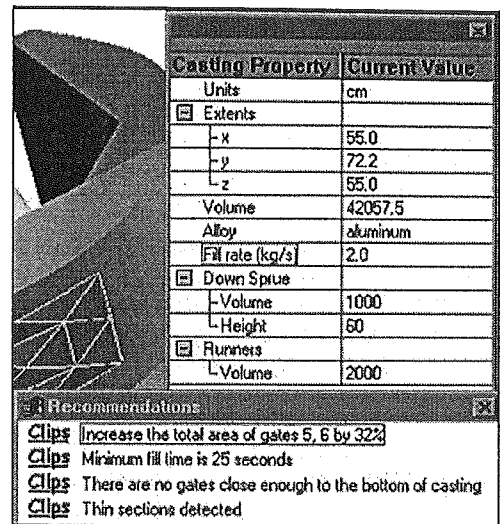 Casting Property Current Value
Units cm
Extents
x 55.0
y 72.2
z 55.0
Volume 42057.5
Alloy aluminum
Fill rate (kg/s) 2.0
Down Sprue
Volume 1000
Height 60
Runners
Volume 2000
Recommendations
Clips Increase the total area of gates 5, 6 by 32%
Clips Minimum fill time is 25 seconds
Clips There are no gates close enough to the bottom of casting
Clips Thin sections detected